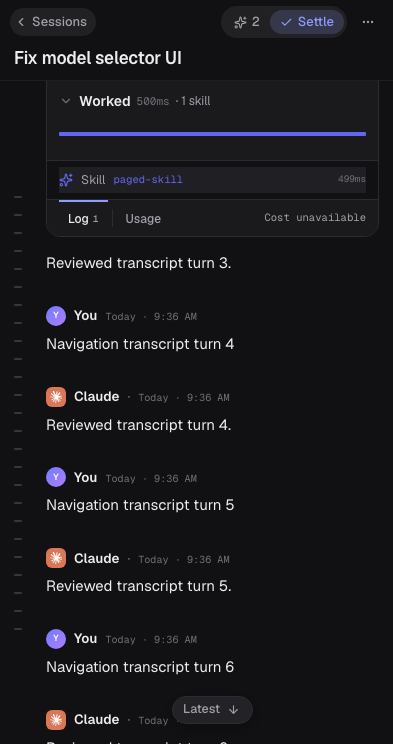 Sessions
2
Settle
Fix model selector UI
Worked 500ms · 1 skill
Skill paged-skill 499ms
Log 1
Usage
Cost unavailable
Reviewed transcript turn 3.
Y You Today · 9:36 AM
Navigation transcript turn 4
Claude · Today · 9:36 AM
Reviewed transcript turn 4.
Y You Today · 9:36 AM
Navigation transcript turn 5
Claude · Today · 9:36 AM
Reviewed transcript turn 5.
Y You Today · 9:36 AM
Navigation transcript turn 6
Latest
Claude · Today